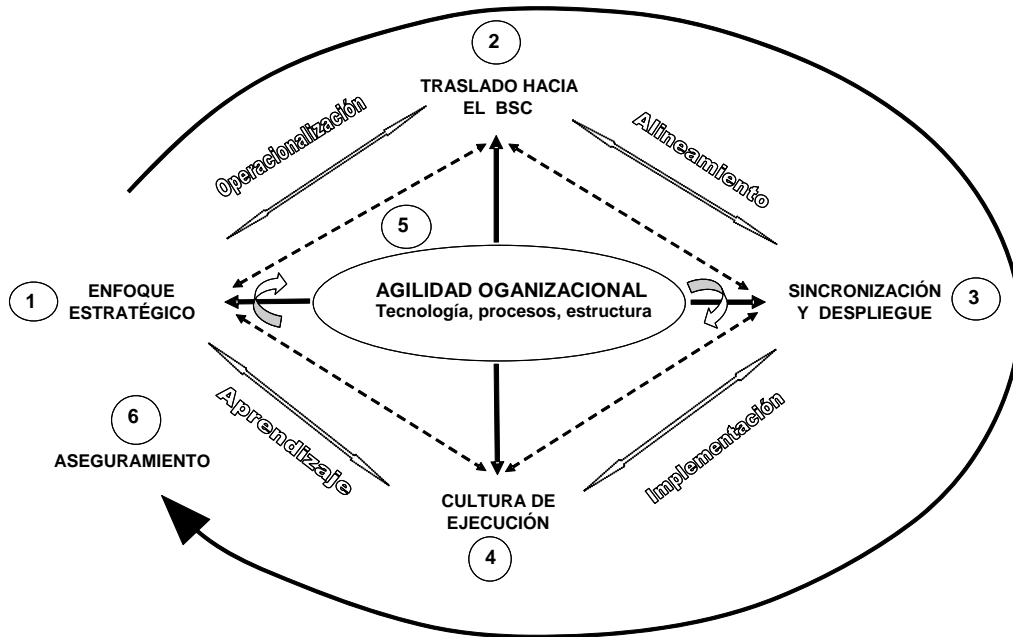 2
TRASLADO HACIA
EL BSC
Operacionalización
Alineamiento
5
1
ENFOQUE
ESTRATÉGICO
AGILIDAD OGANIZACIONAL
Tecnología, procesos, estructura
SINCRONIZACIÓN
Y DESPLIEGUE
3
6
ASEGURAMIENTO
Aprendizaje
Implementación
CULTURA DE
EJECUCIÓN
4